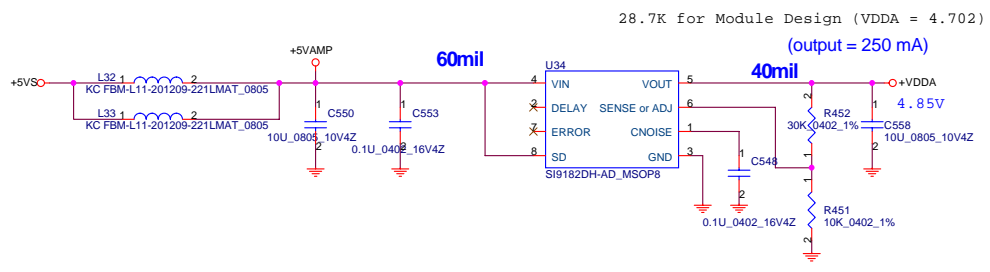 28.7K for Module Design (VDDA = 4.702)
(output = 250 mA)
+5VAMP
60mil
40mil
U34
L32 1 2
+5VS
KC FBM-L11-201209-221LMAT_0805
4 VIN VOUT 5
+VDDA
4.85V
L33 1 2
KC FBM-L11-201209-221LMAT_0805
2 DELAY SENSE or ADJ 6
7 ERROR CNOISE 1
8 SD GND 3
SI9182DH-AD_MSOP8
1
C550
2
10U_0805_10V4Z
1
C553
2
0.1U_0402_16V4Z
1
C548
2
0.1U_0402_16V4Z
2
R452
30K_0402_1%
1
1
C558
10U_0805_10V4Z
2
1
R451
10K_0402_1%
2